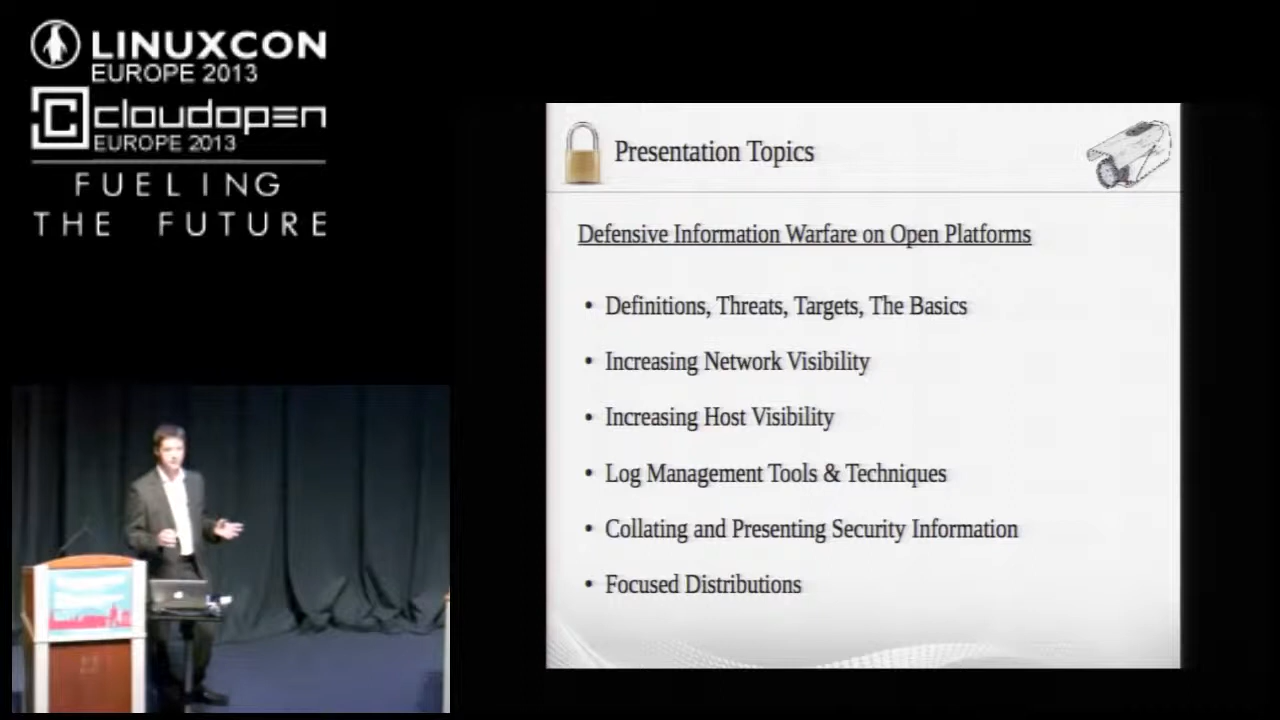 LINUXCON
EUROPE 2013
cloudopen
EUROPE 2013
FUELING
THE FUTURE
Presentation Topics
Defensive Information Warfare on Open Platforms
• Definitions, Threats, Targets, The Basics
• Increasing Network Visibility
• Increasing Host Visibility
• Log Management Tools & Techniques
• Collating and Presenting Security Information
• Focused Distributions